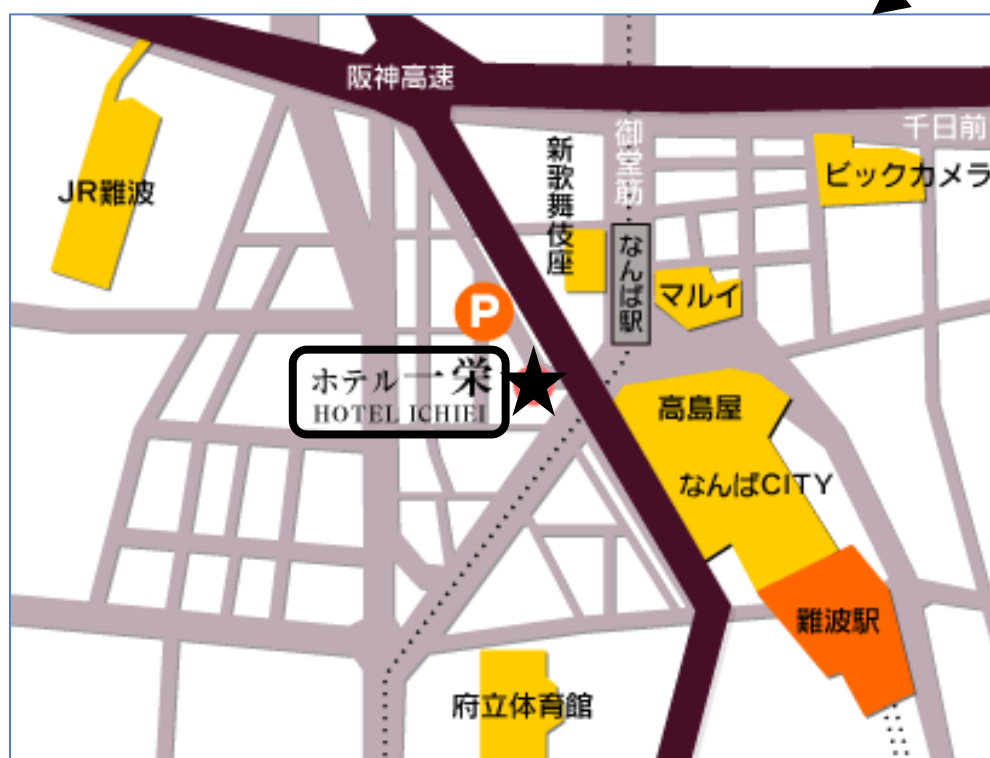 阪神高速
千日前
御堂筋
新歌舞伎座
ビックカメラ
JR難波
なんば駅
マルイ
P
ホテル一栄
HOTEL ICHIEI
高島屋
なんばCITY
難波駅
府立体育館